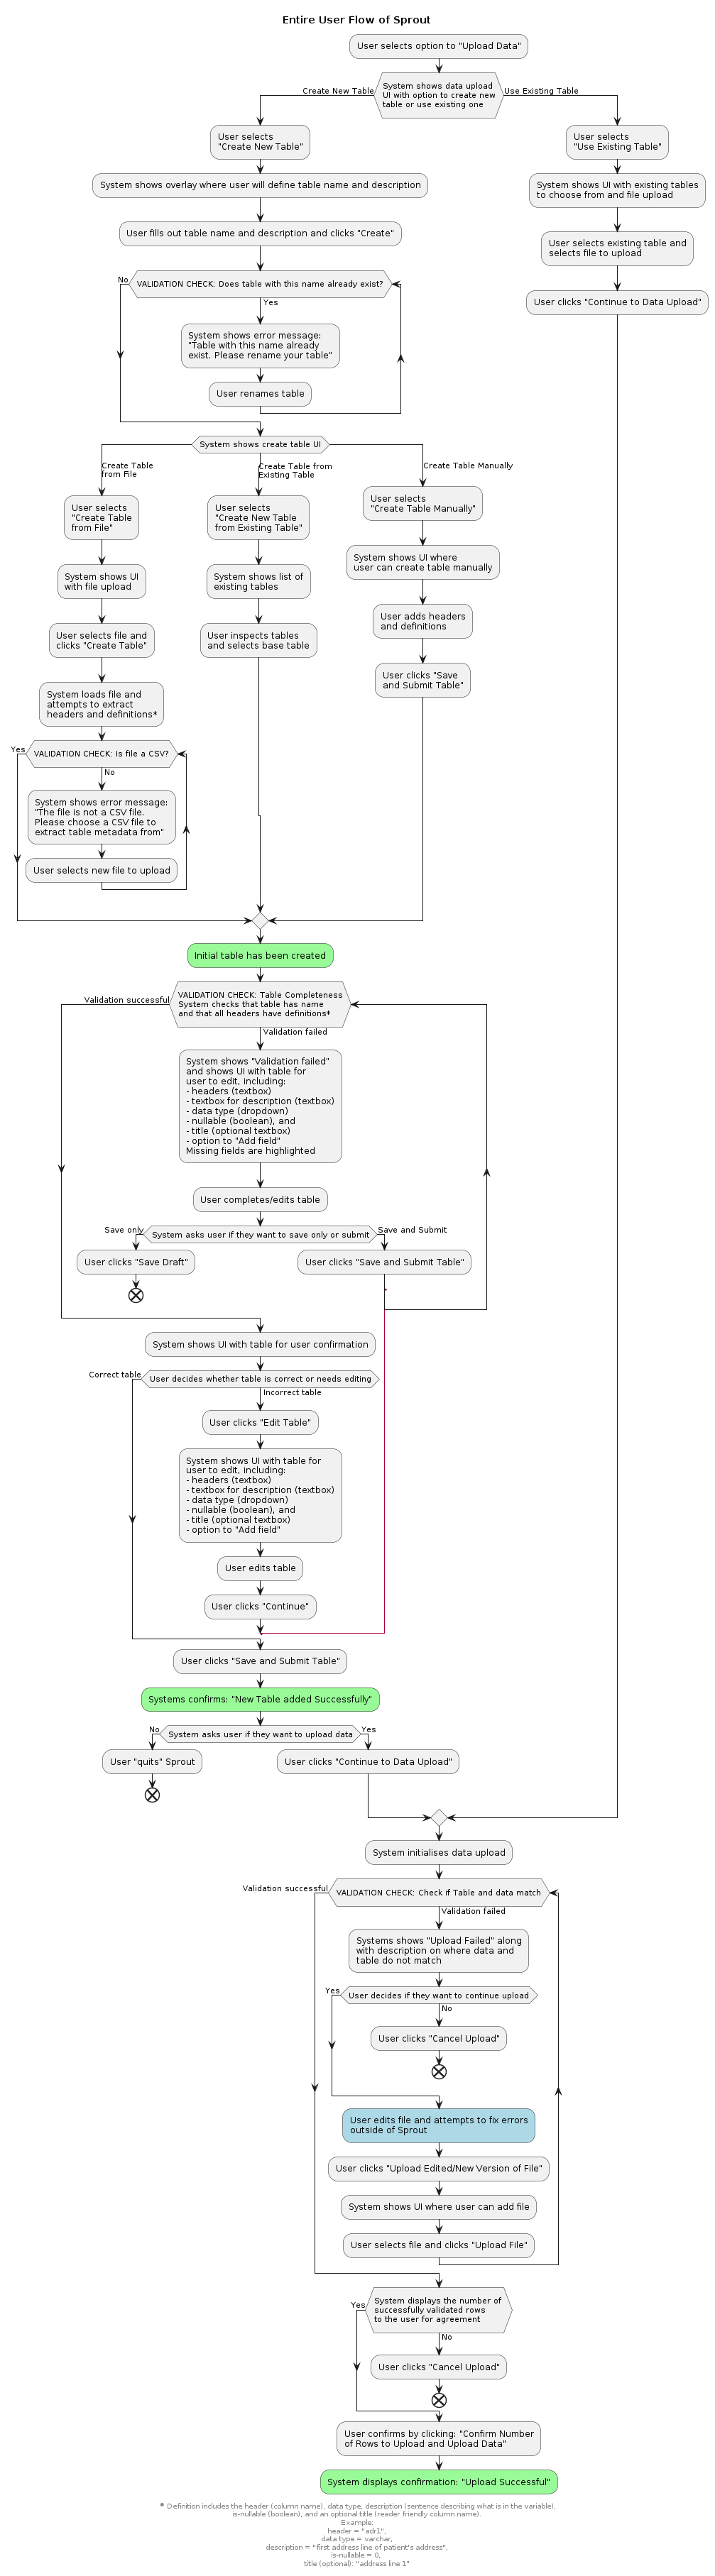 Entire User Flow of Sprout
User selects option to "Upload Data"
System shows data upload
UI with option to create new
table or use existing one
Create New Table
Use Existing Table
User selects
"Create New Table"
System shows overlay where user will define table name and description
User fills out table name and description and clicks "Create"
VALIDATION CHECK: Does table with this name already exist?
No
Yes
System shows error message:
"Table with this name already
exist. Please rename your table"
User renames table
User selects
"Use Existing Table"
System shows UI with existing tables
to choose from and file upload
User selects existing table and
selects file to upload
User clicks "Continue to Data Upload"
System shows create table UI
Create Table
from File
User selects
"Create Table
from File"
System shows UI
with file upload
User selects file and
clicks "Create Table"
System loads file and
attempts to extract
headers and definitions*
Yes
VALIDATION CHECK: Is file a CSV?
No
System shows error message:
"The file is not a CSV file.
Please choose a CSV file to
extract table metadata from"
User selects new file to upload
Create Table from
Existing Table
User selects
"Create New Table
from Existing Table"
System shows list of
existing tables
User inspects tables
and selects base table
Create Table Manually
User selects
"Create Table Manually"
System shows UI where
user can create table manually
User adds headers
and definitions
User clicks "Save
and Submit Table"
Initial table has been created
Validation successful
VALIDATION CHECK: Table Completeness
System checks that table has name
and that all headers have definitions*
Validation failed
System shows "Validation failed"
and shows UI with table for
user to edit, including:
- headers (textbox)
- textbox for description (textbox)
- data type (dropdown)
- nullable (boolean), and
- title (optional textbox)
- option to "Add field"
Missing fields are highlighted
User completes/edits table
Save only
System asks user if they want to save only or submit
Save and Submit
User clicks "Save Draft"
User clicks "Save and Submit Table"
System shows UI with table for user confirmation
Correct table
User decides whether table is correct or needs editing
Incorrect table
User clicks "Edit Table"
System shows UI with table for
user to edit, including:
- headers (textbox)
- textbox for description (textbox)
- data type (dropdown)
- nullable (boolean), and
- title (optional textbox)
- option to "Add field"
User edits table
User clicks "Continue"
User clicks "Save and Submit Table"
Systems confirms: "New Table added Successfully"
No
System asks user if they want to upload data
Yes
User "quits" Sprout
User clicks "Continue to Data Upload"
System initialises data upload
Validation successful
VALIDATION CHECK: Check if Table and data match
Validation failed
Systems shows "Upload Failed" along
with description on where data and
table do not match
Yes
User decides if they want to continue upload
No
User clicks "Cancel Upload"
User edits file and attempts to fix errors
outside of Sprout
User clicks "Upload Edited/New Version of File"
System shows UI where user can add file
User selects file and clicks "Upload File"
Yes
System displays the number of
successfully validated rows
to the user for agreement
No
User clicks "Cancel Upload"
User confirms by clicking: "Confirm Number
of Rows to Upload and Upload Data"
System displays confirmation: "Upload Successful"
* Definition includes the header (column name), data type, description (sentence describing what is in the variable),
is-nullable (boolean), and an optional title (reader friendly column name).
Example:
header = "adr1",
data type = varchar,
description = "first address line of patient's address",
is-nullable = 0,
title (optional): "address line 1"